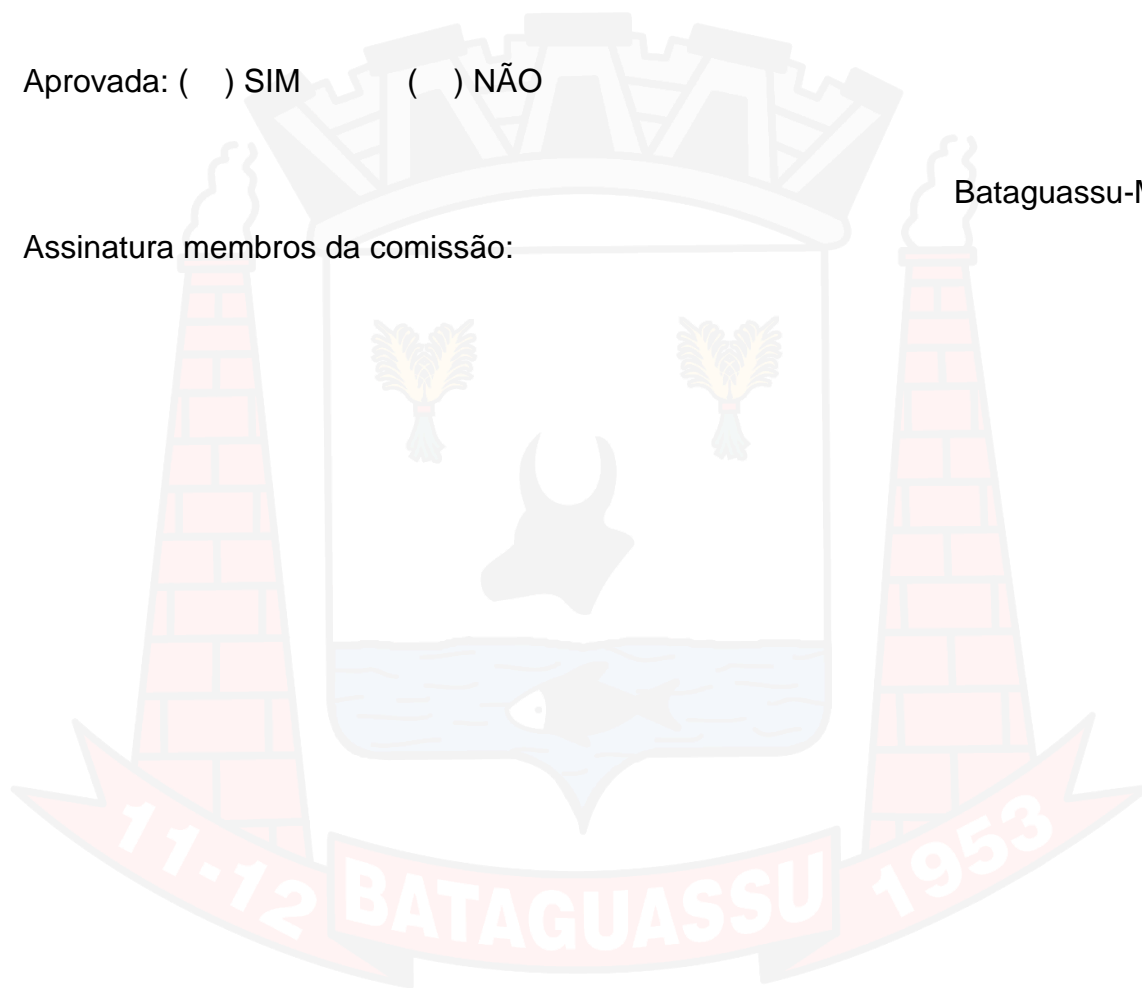 Aprovada: (   ) SIM   (   ) NÃO
Bataguassu-M
Assinatura membros da comissão:
11-12 BATAGUASSU 1953